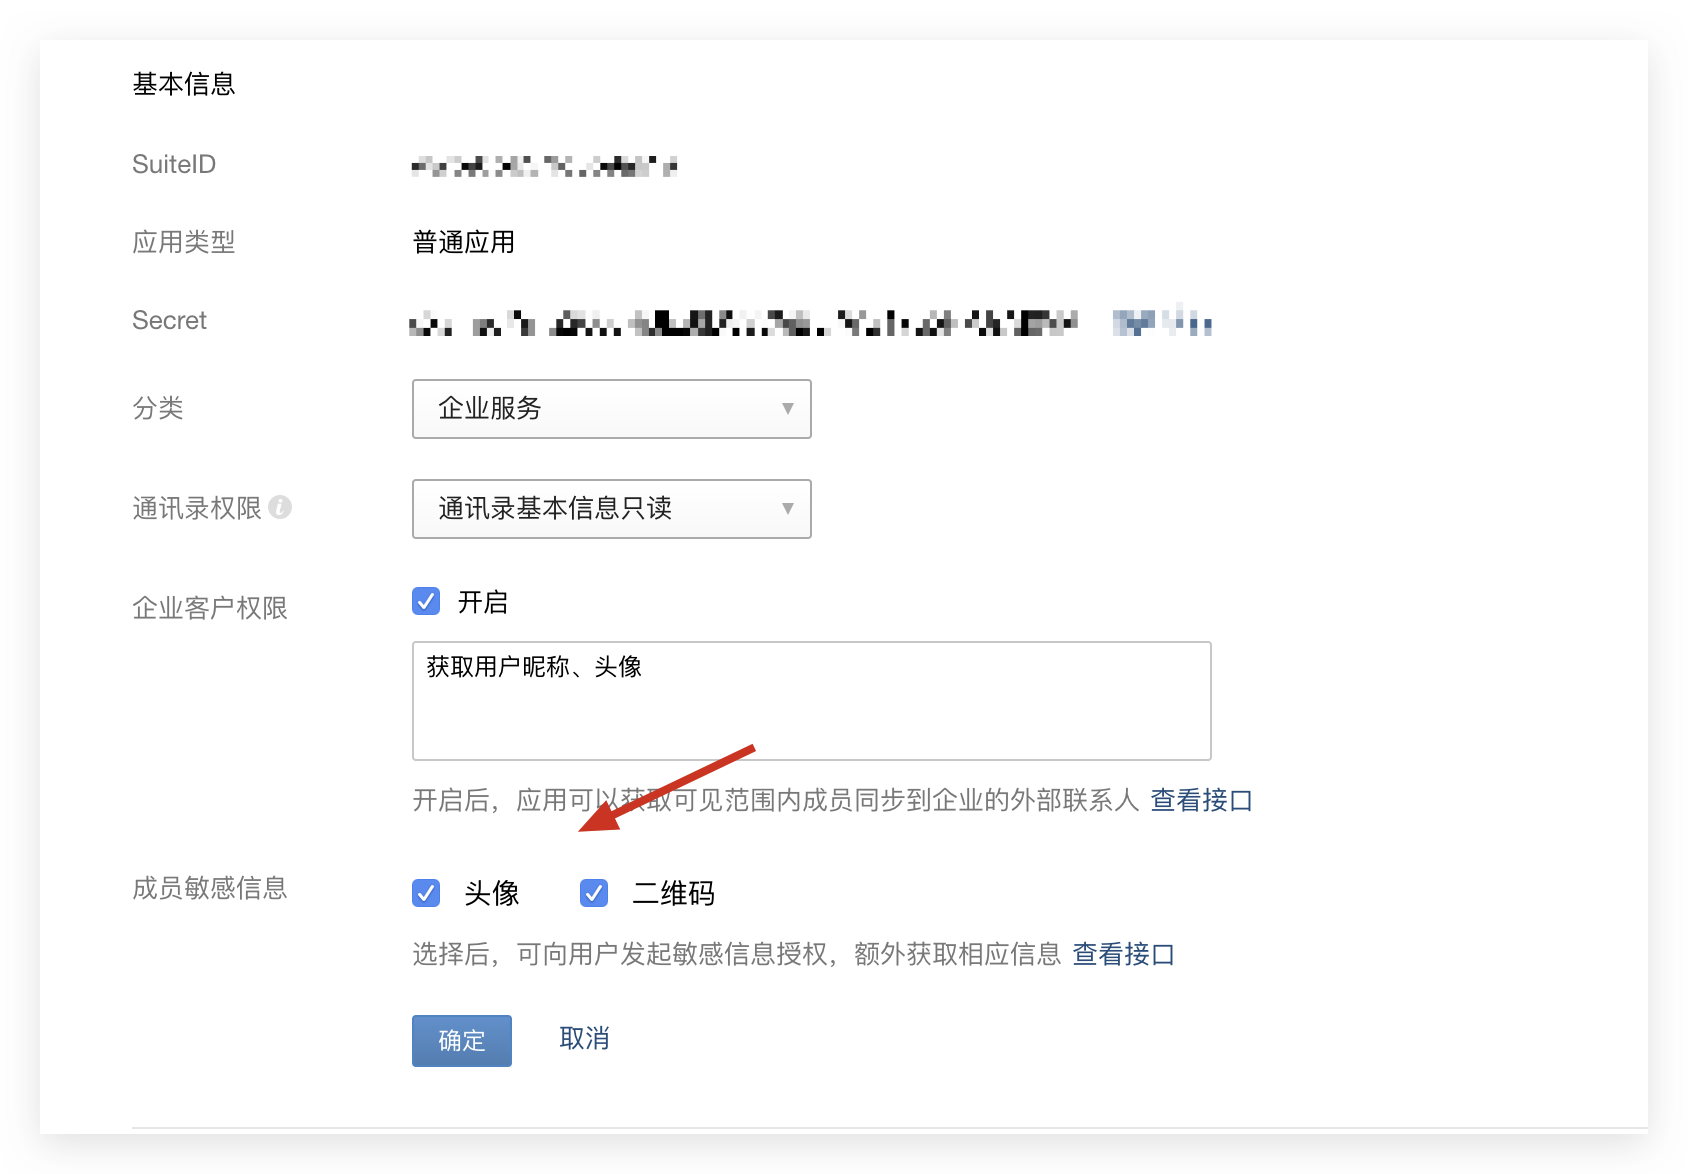 基本信息
SuiteID
应用类型 普通应用
Secret
分类 企业服务
通讯录权限 通讯录基本信息只读
企业客户权限 开启
获取用户昵称、头像
开启后，应用可以获取可见范围内成员同步到企业的外部联系人 查看接口
成员敏感信息 头像 二维码
选择后，可向用户发起敏感信息授权，额外获取相应信息 查看接口
确定 取消